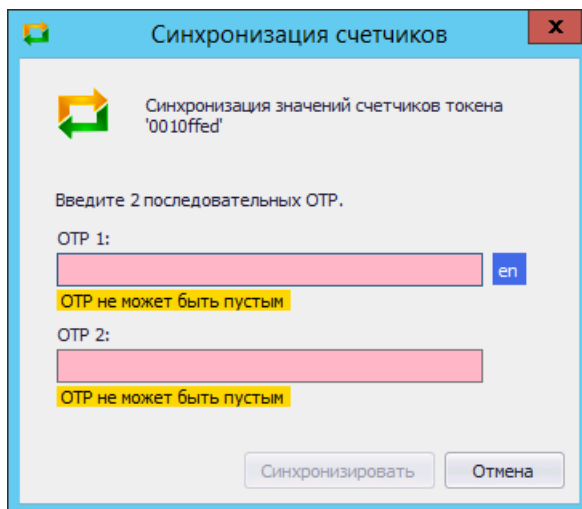 Синхронизация счетчиков
x
Синхронизация значений счетчиков токена
'0010ffed'
Введите 2 последовательных OTP.
OTP 1:
en
OTP не может быть пустым
OTP 2:
OTP не может быть пустым
Синхронизировать
Отмена